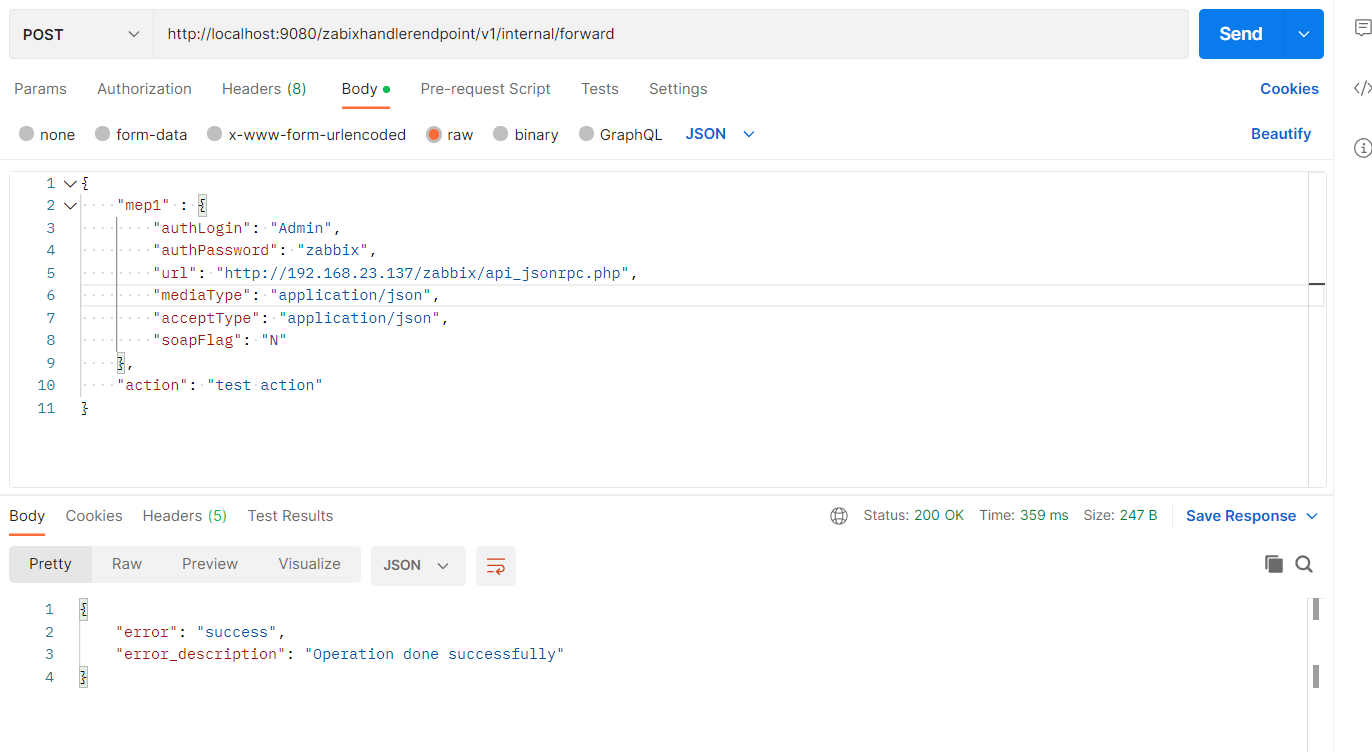 POST http://localhost:9080/zabixhandlerendpoint/v1/internal/forward Send
Params Authorization Headers (8) Body Pre-request Script Tests Settings Cookies
none form-data x-www-form-urlencoded raw binary GraphQL JSON Beautify
1 {
2 "mep1" : {
3 "authLogin": "Admin",
4 "authPassword": "zabbix",
5 "url": "http://192.168.23.137/zabbix/api_jsonrpc.php",
6 "mediaType": "application/json",
7 "acceptType": "application/json",
8 "soapFlag": "N"
9 },
10 "action": "test action"
11 }
Body Cookies Headers (5) Test Results Status: 200 OK Time: 359 ms Size: 247 B Save Response
Pretty Raw Preview Visualize JSON
1 {
2 "error": "success",
3 "error_description": "Operation done successfully"
4 }